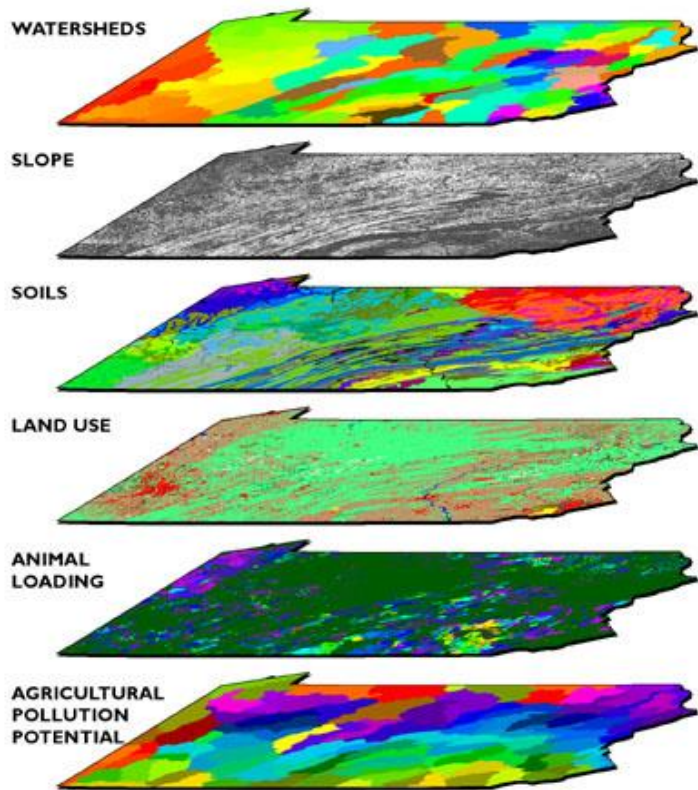 WATERSHEDS
SLOPE
SOILS
LAND USE
ANIMAL
LOADING
AGRICULTURAL
POLLUTION
POTENTIAL